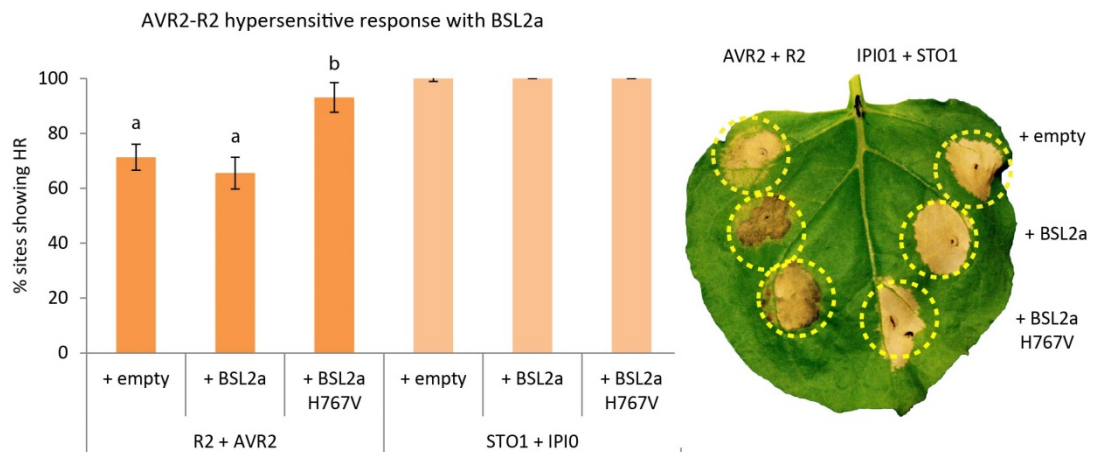 AVR2-R2 hypersensitive response with BSL2a
% sites showing HR
100
80
60
40
20
0
a
a
b
+ empty
+ BSL2a
+ BSL2a
H767V
+ empty
+ BSL2a
+ BSL2a
H767V
R2 + AVR2
STO1 + IPI0
AVR2 + R2
IPI01 + STO1
+ empty
+ BSL2a
+ BSL2a
H767V